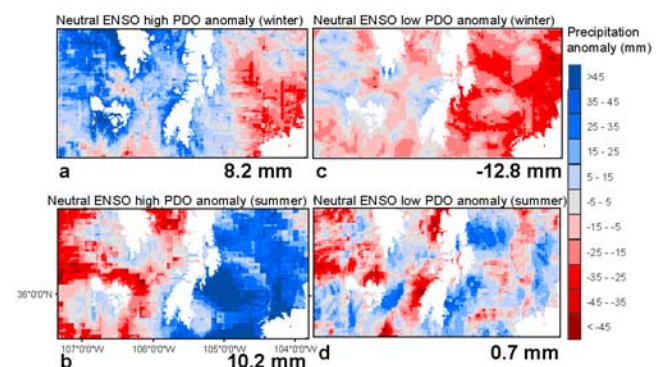 Neutral ENSO high PDO anomaly (winter)
Neutral ENSO low PDO anomaly (winter)
Precipitation
anomaly (mm)
>45
35 - 45
25 - 35
15 - 25
5 - 15
-5 - 5
-15 - -5
-25 - -15
-35 - -25
-45 - -35
< -45
a
8.2 mm
c
-12.8 mm
Neutral ENSO high PDO anomaly (summer)
Neutral ENSO low PDO anomaly (summer)
36°0'0"N
107°0'0"W
106°0'0"W
105°0'0"W
104°0'0"W
b
10.2 mm
d
0.7 mm